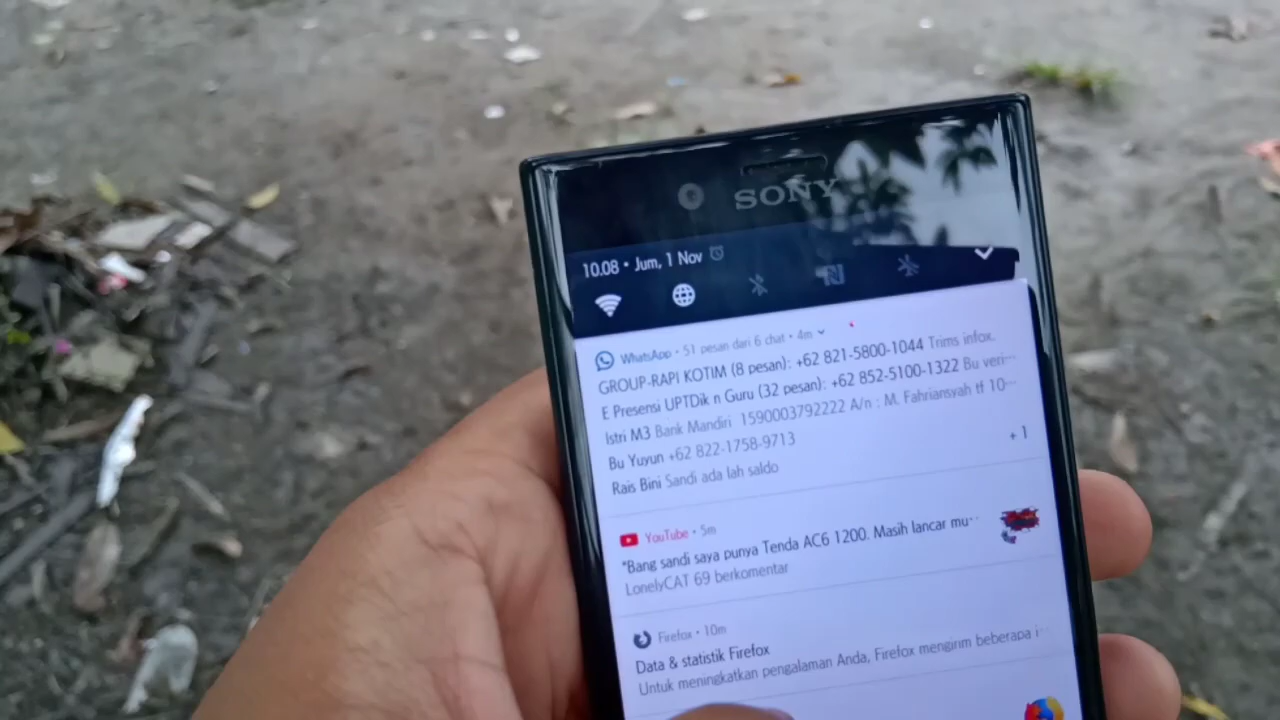 SONY
10.08 • Jum, 1 Nov
WhatsApp • 51 pesan dari 6 chat • 4m
GROUP-RAPI KOTIM (8 pesan): +62 821-5800-1044 Trims infox.
E Presensi UPTDik n Guru (32 pesan): +62 852-5100-1322 Bu veri...
Istri M3 Bank Mandiri 1590003792222 A/n : M. Fahriansyah tf 10...
Bu Yuyun +62 822-1758-9713
+ 1
Rais Bini Sandi ada lah saldo
YouTube • 5m
"Bang sandi saya punya Tenda AC6 1200. Masih lancar mu...
LonelyCAT 69 berkomentar
Firefox • 10m
Data & statistik Firefox
Untuk meningkatkan pengalaman Anda, Firefox mengirim beberapa i...